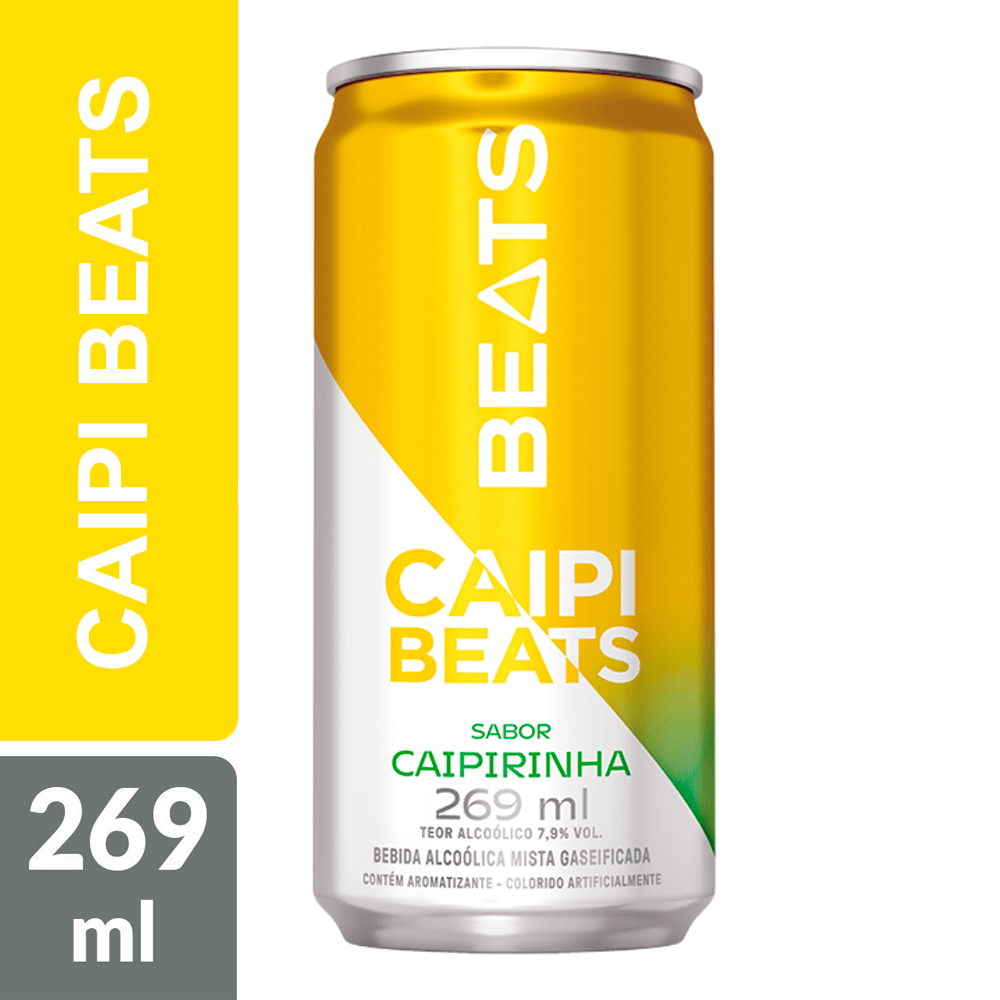 CAIPI BEATS
269
ml
BEATS
CAIPI
BEATS
SABOR
CAIPIRINHA
269 ml
TEOR ALCOÓLICO 7,9% VOL.
BEBIDA ALCOÓLICA MISTA GASEIFICADA
CONTÉM AROMATIZANTE - COLORIDO ARTIFICIALMENTE